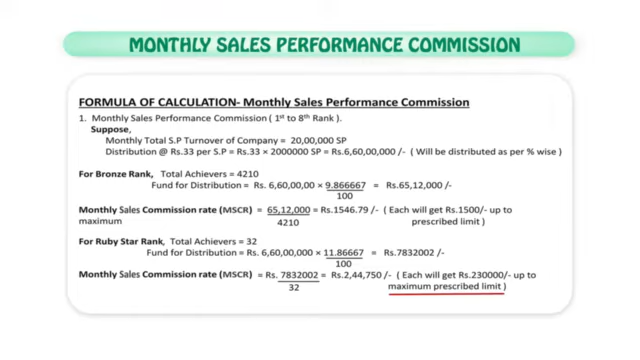 MONTHLY SALES PERFORMANCE COMMISSION
FORMULA OF CALCULATION- Monthly Sales Performance Commission
1. Monthly Sales Performance Commission ( 1st to 8th Rank ).
Suppose,
Monthly Total S.P Turnover of Company = 20,00,000 SP
Distribution @ Rs.33 per S.P = Rs.33 × 2000000 SP = Rs.6,60,00,000 /- ( Will be distributed as per % wise )
For Bronze Rank, Total Achievers = 4210
Fund for Distribution = Rs. 6,60,00,00 × 9.866667 = Rs.65,12,000 /-
100
Monthly Sales Commission rate (MSCR) = 65,12,000 = Rs.1546.79 /- ( Each will get Rs.1500/- up to
maximum 4210 prescribed limit )
For Ruby Star Rank, Total Achievers = 32
Fund for Distribution = Rs. 6,60,00,000 × 11.86667 = Rs.7832002 /-
100
Monthly Sales Commission rate (MSCR) = Rs. 7832002 = Rs.2,44,750 /- ( Each will get Rs.230000/- up to
32 maximum prescribed limit )